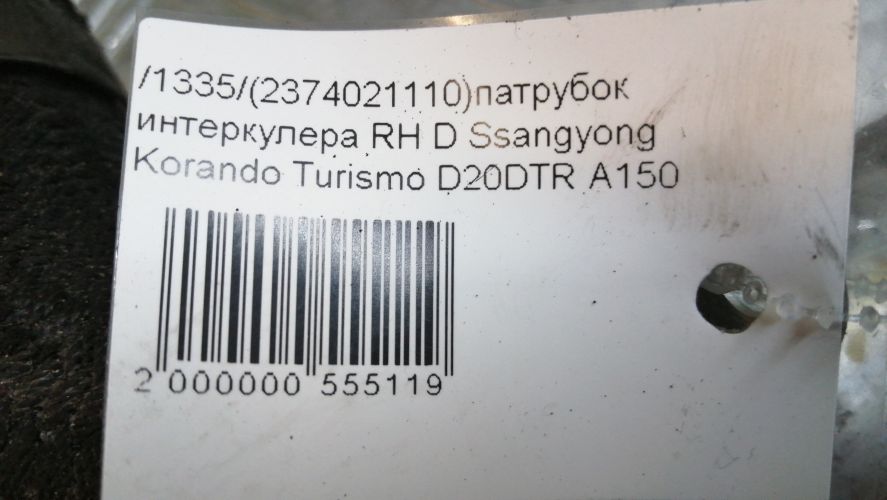 /1335/(2374021110)патрубок
интеркулера RH D Ssangyong
Korando Turismo D20DTR A150
2 000000 555119